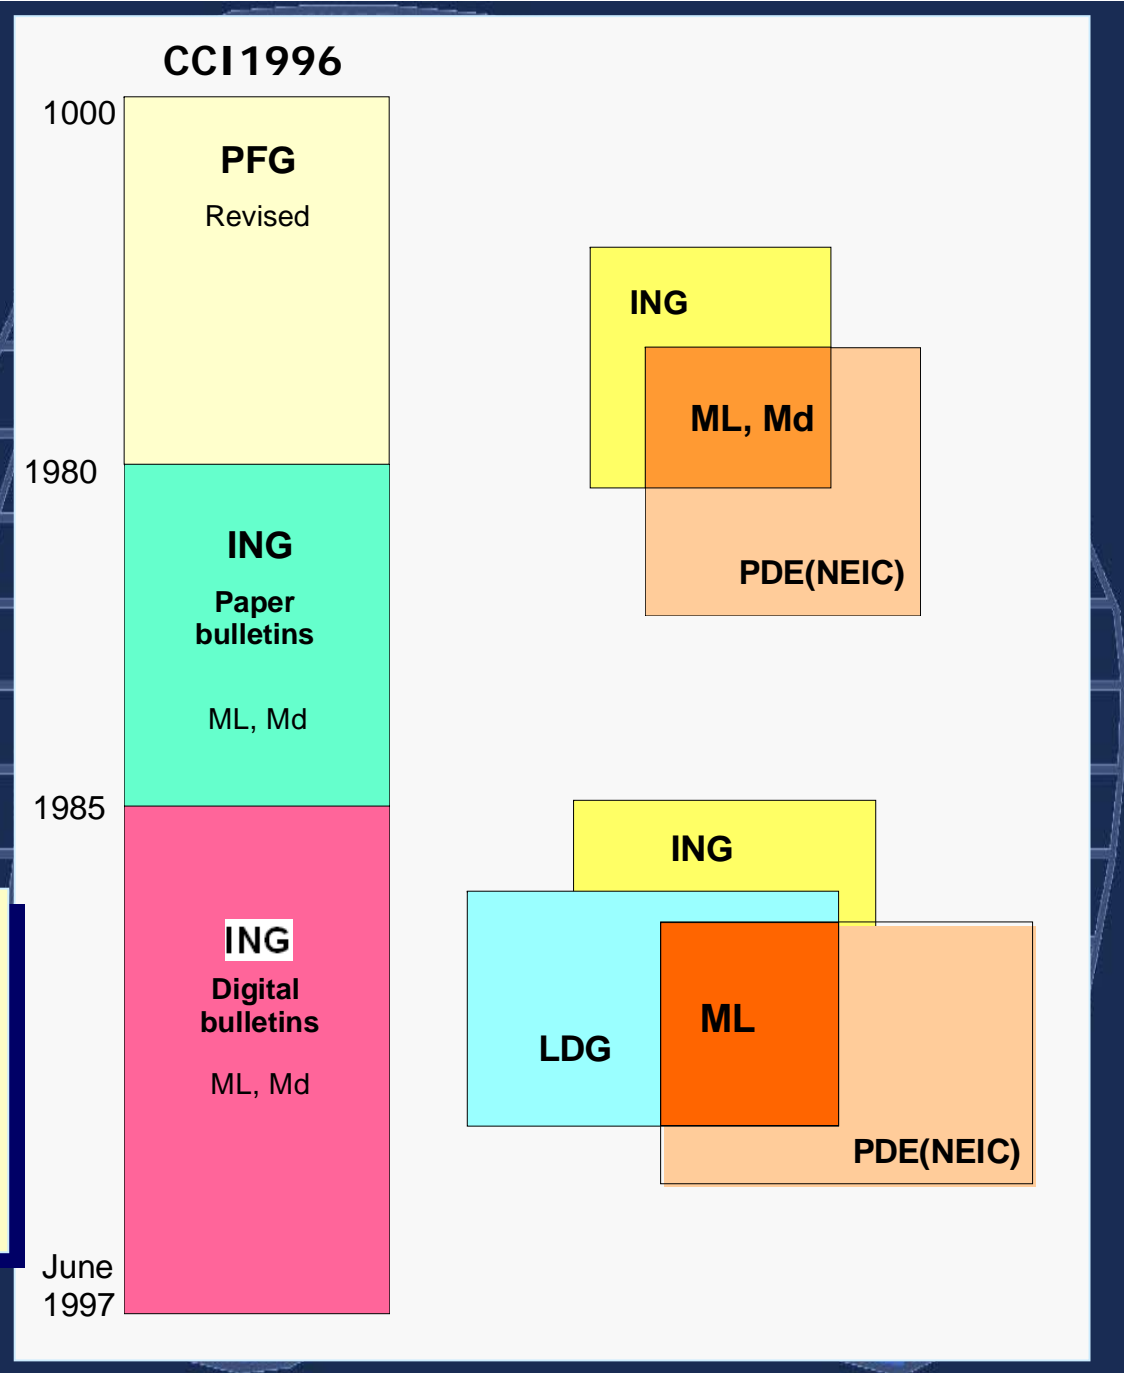 CCI1996
1000
PFG
Revised
1980
ING
Paper
bulletins
ML, Md
1985
ING
Digital
bulletins
ML, Md
June
1997
ING
ML, Md
PDE(NEIC)
ING
LDG
ML
PDE(NEIC)